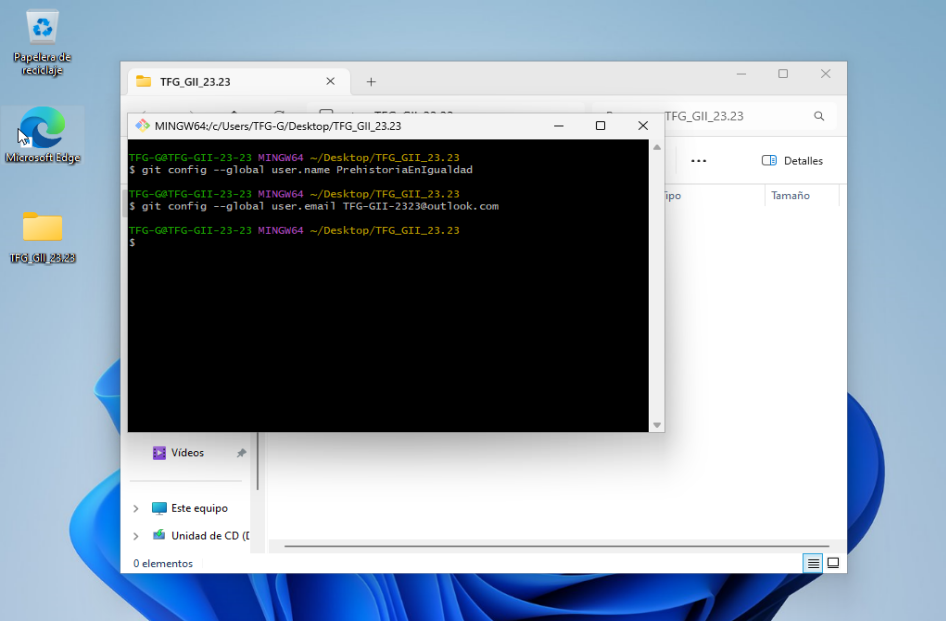 Papelera de
reciclaje
Microsoft Edge
TFG_GII_23.23
TFG_GII_23.23
TFG_GII_23.23
MINGW64:/c/Users/TFG-G/Desktop/TFG_GII_23.23
TFG-G@TFG-GII-23-23 MINGW64 ~/Desktop/TFG_GII_23.23
$ git config --global user.name PrehistoriaEnIgualdad
TFG-G@TFG-GII-23-23 MINGW64 ~/Desktop/TFG_GII_23.23
$ git config --global user.email TFG-GII-2323@outlook.com
TFG-G@TFG-GII-23-23 MINGW64 ~/Desktop/TFG_GII_23.23
$
Detalles
ipo
Tamaño
Vídeos
Este equipo
Unidad de CD (D
0 elementos